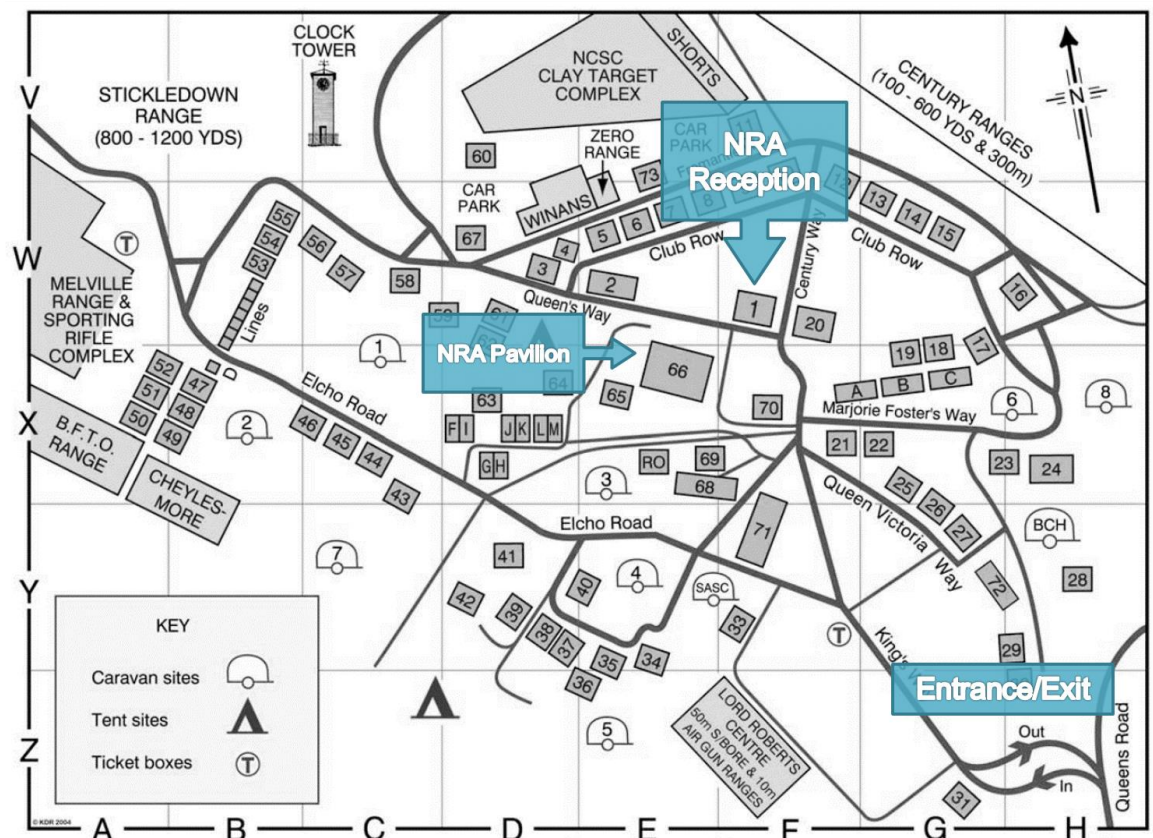 CLOCK
TOWER
STICKLEDOWN
RANGE
(800 - 1200 YDS)
NCSC
CLAY TARGET
COMPLEX
SHORTS
CENTURY RANGES
(100 - 600 YDS & 300m)
N
V
W
X
Y
Z
60
CAR
PARK
67
ZERO
RANGE
WINANS
73
CAR
PARK
11
NRA
Reception
12
13
14
15
16
Club Row
Century Way
Club Row
3
4
5
6
7
8
2
1
20
Queen's Way
55
54
53
56
57
58
59
61
Lines
D
T
MELVILLE
RANGE &
SPORTING
RIFLE
COMPLEX
1
NRA Pavilion
66
65
64
63
70
19
18
17
A
B
C
6
8
Marjorie Foster's Way
52
51
50
47
48
49
2
Elcho Road
46
45
44
43
F I
J K
L M
G H
B.F.T.O.
RANGE
CHEYLES-
MORE
3
RO
69
68
71
21
22
23
24
25
26
27
Queen Victoria
Way
BCH
28
72
29
7
Elcho Road
41
42
40
4
SASC
33
39
38
37
35
34
36
5
T
King's
Entrance/Exit
KEY
Caravan sites
Tent sites
Ticket boxes
T
LORD ROBERTS
CENTRE
50m S/BORE & 10m
AIR GUN RANGES
Out
In
31
Queens Road
© KDR 2004
A
B
C
D
E
F
G
H